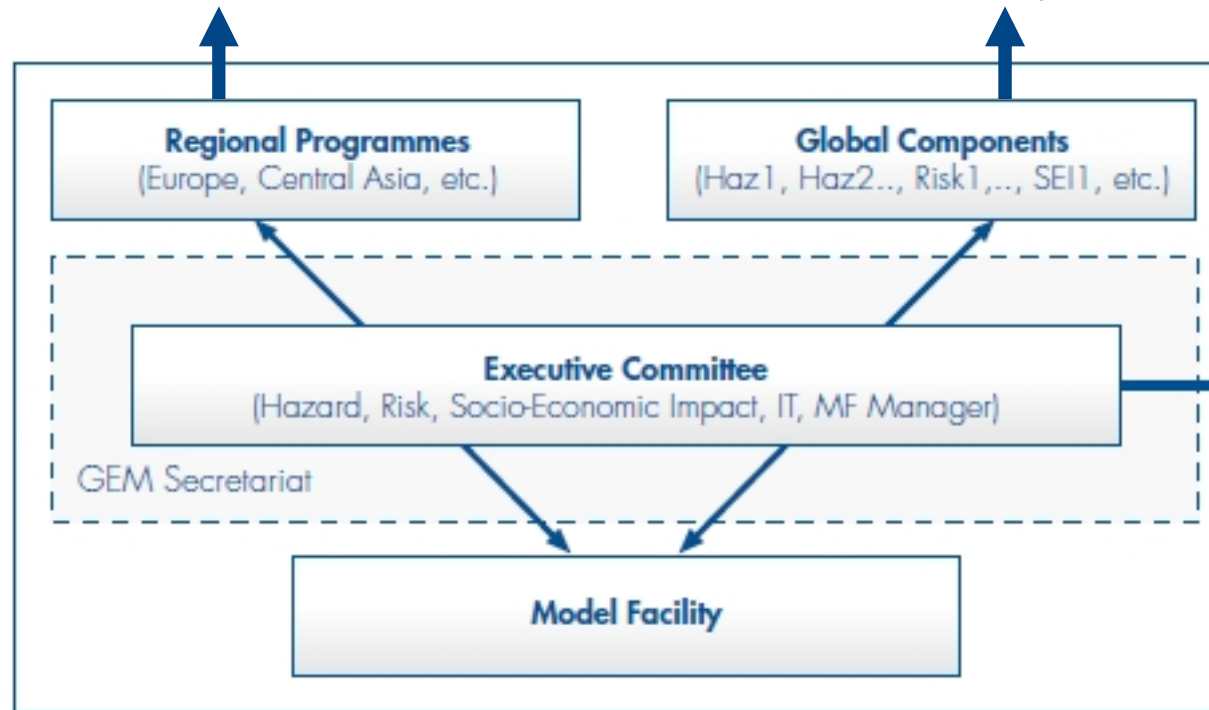 Regional Programmes
(Europe, Central Asia, etc.)
Global Components
(Haz1, Haz2.., Risk1,.., SEI1, etc.)
Executive Committee
(Hazard, Risk, Socio-Economic Impact, IT, MF Manager)
GEM Secretariat
Model Facility